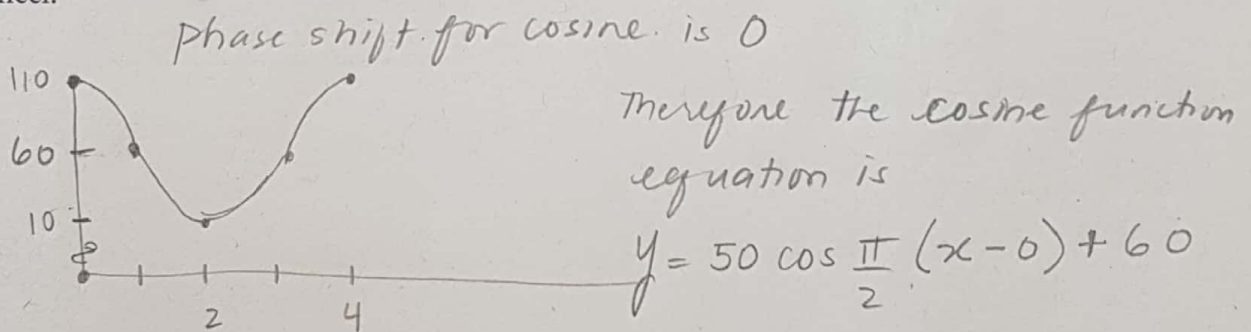 phase shift for cosine. is 0
110
60
10
2
4
Therefore the cosine function
equation is
y = 50 cos π/2 (x - 0) + 60